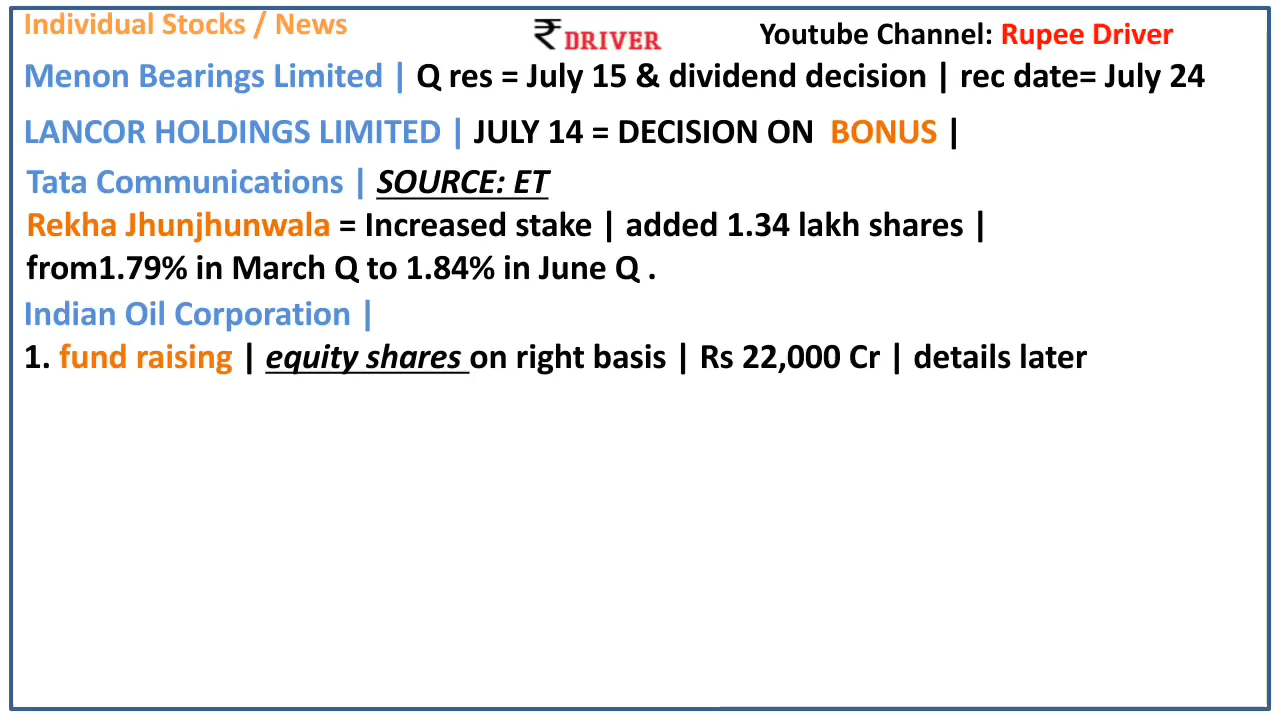 Individual Stocks / News
₹ DRIVER
Youtube Channel: Rupee Driver
Menon Bearings Limited | Q res = July 15 & dividend decision | rec date= July 24
LANCOR HOLDINGS LIMITED | JULY 14 = DECISION ON BONUS |
Tata Communications | SOURCE: ET
Rekha Jhunjhunwala = Increased stake | added 1.34 lakh shares |
from1.79% in March Q to 1.84% in June Q .
Indian Oil Corporation |
1. fund raising | equity shares on right basis | Rs 22,000 Cr | details later